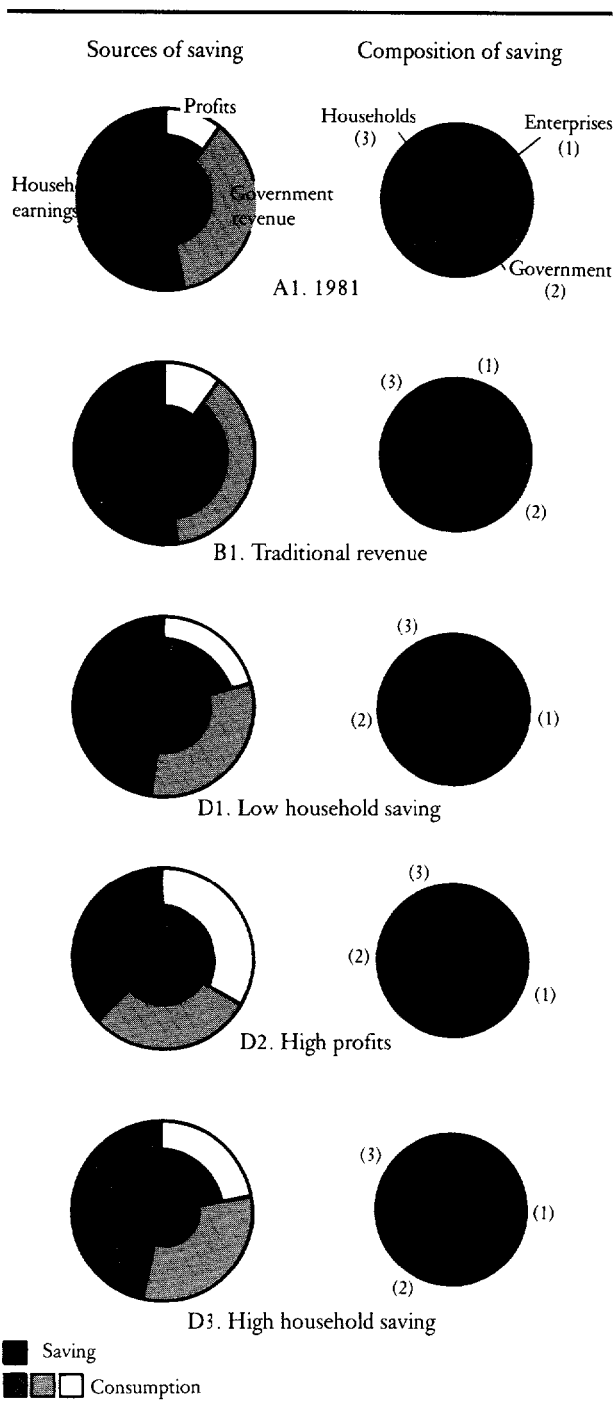 Sources of saving
Composition of saving
Profits
Househ
earnings
Government
revenue
Households
(3)
Enterprises
(1)
Government
(2)
A1. 1981
(3)
(1)
(2)
B1. Traditional revenue
(3)
(2)
(1)
D1. Low household saving
(3)
(2)
(1)
D2. High profits
(3)
(1)
(2)
D3. High household saving
Saving
Consumption